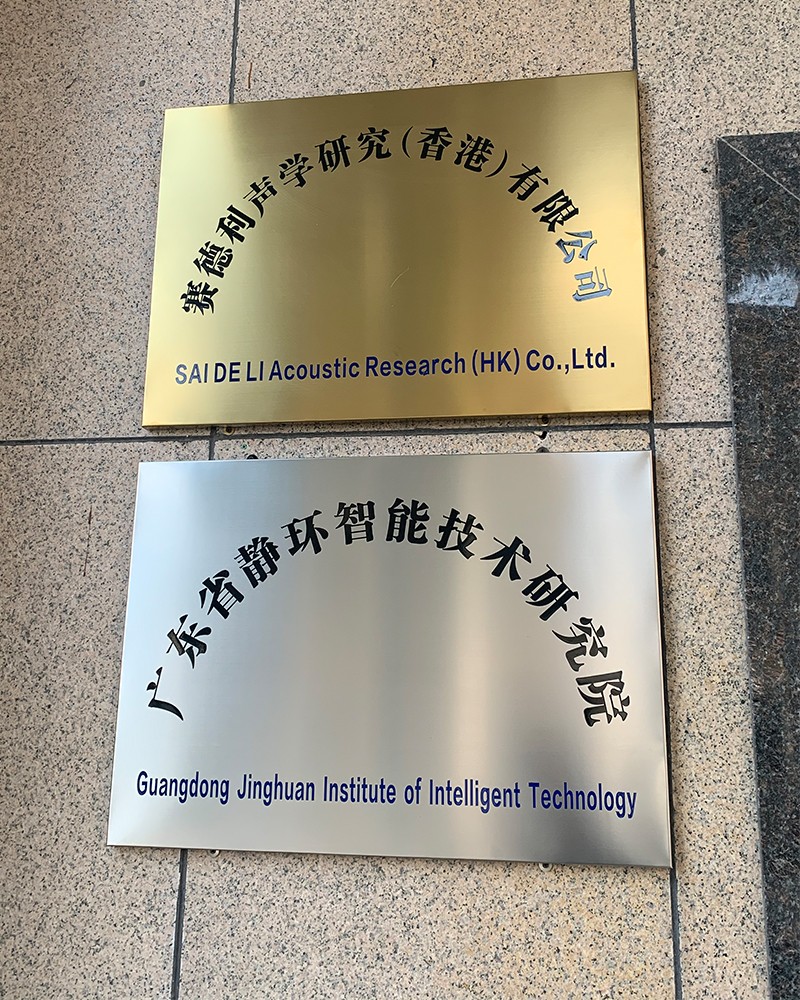 赛德利声学研究(香港)有限公司
SAI DE LI Acoustic Research (HK) Co.,Ltd.
广东省静环智能技术研究院
Guangdong Jinghuan Institute of Intelligent Technology